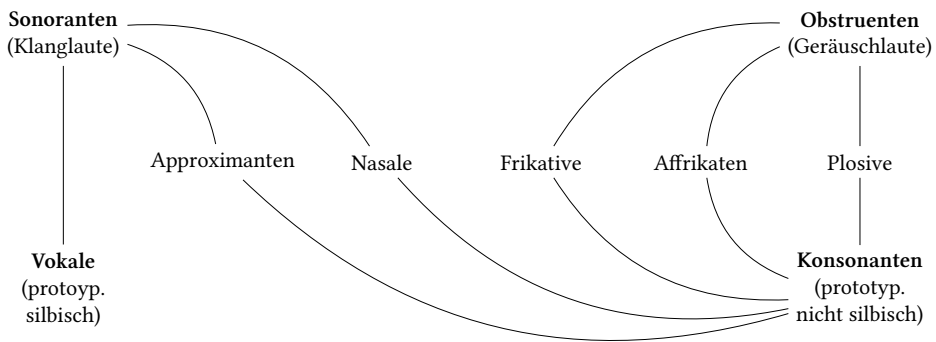 Sonoranten
(Klanglaute)
Obstruenten
(Geräuschlaute)
Approximanten
Nasale
Frikative
Affrikaten
Plosive
Vokale
(protoyp.
silbisch)
Konsonanten
(prototyp.
nicht silbisch)